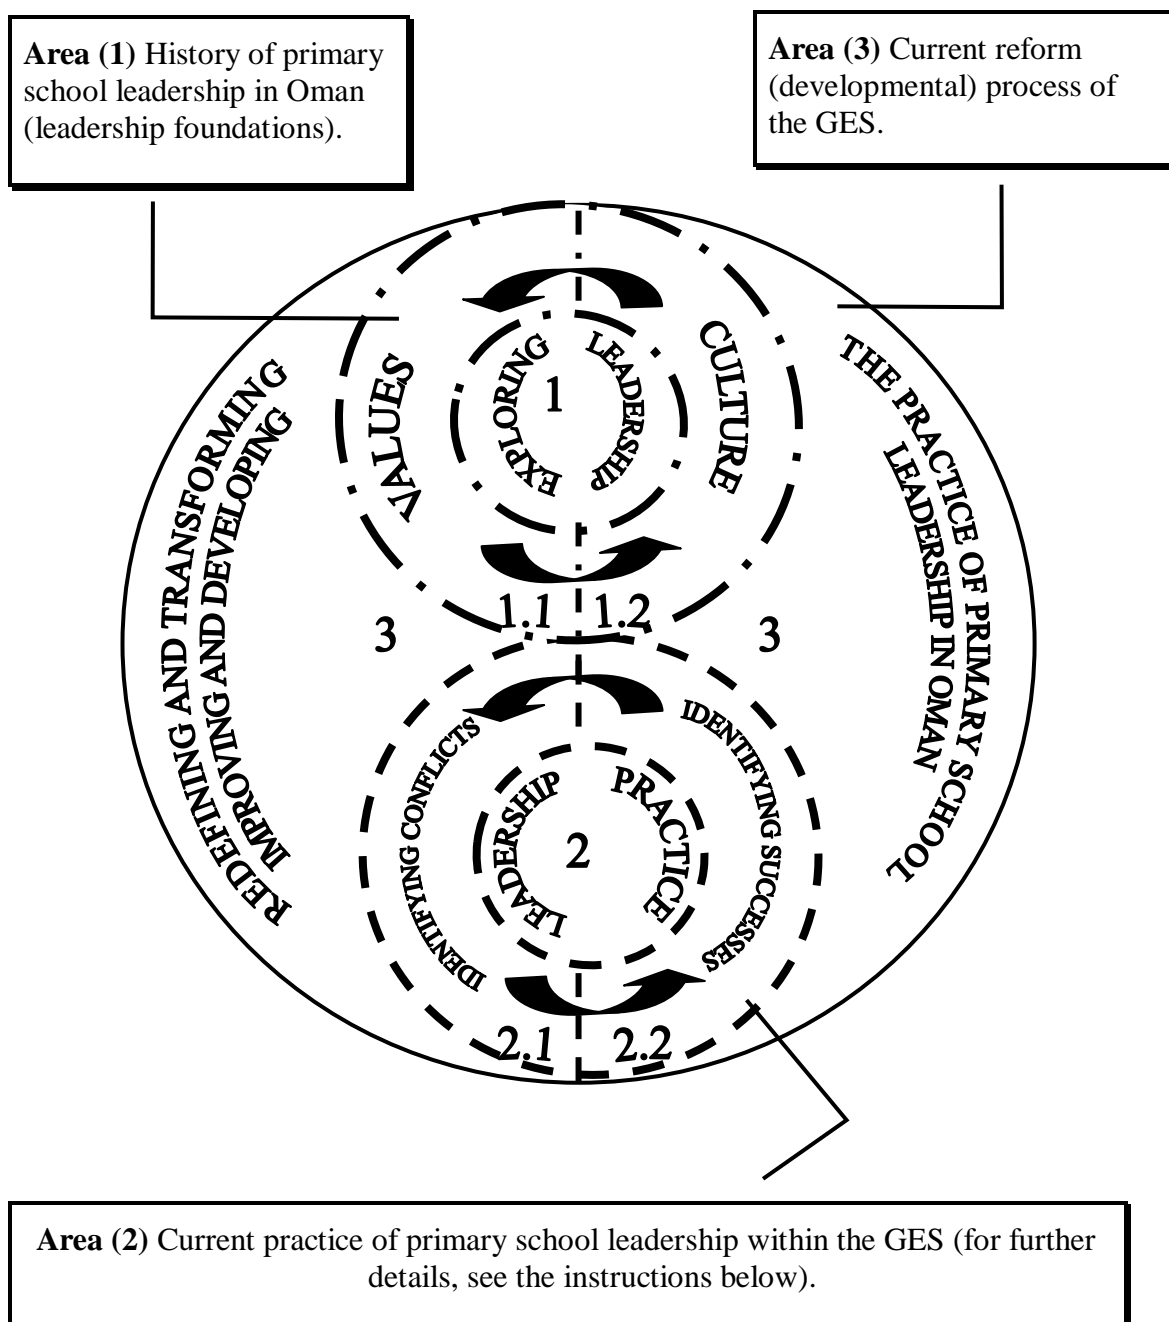 Area (1) History of primary
school leadership in Oman
(leadership foundations).
Area (3) Current reform
(developmental) process of
the GES.
VALUES
CULTURE
EXPLORING
LEADERSHIP
1
1.1
1.2
REDEFINING AND TRANSFORMING
IMPROVING AND DEVELOPING
THE PRACTICE OF PRIMARY SCHOOL
LEADERSHIP IN OMAN
3
3
IDENTIFYING CONFLICTS
IDENTIFYING SUCCESSES
LEADERSHIP
PRACTICE
2
2.1
2.2
Area (2) Current practice of primary school leadership within the GES (for further
details, see the instructions below).